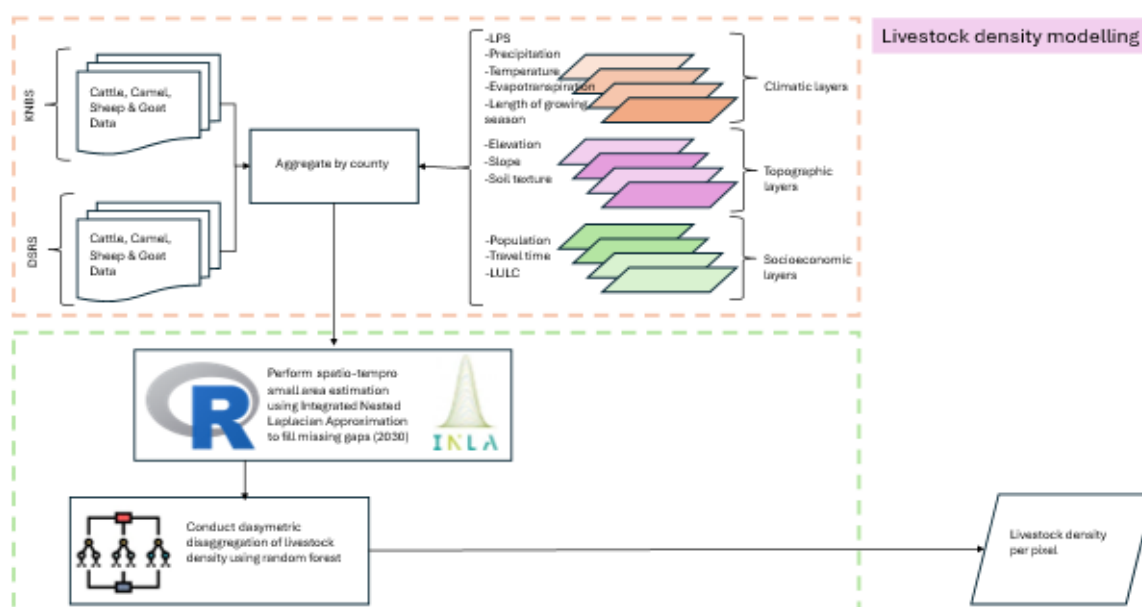 Livestock density modelling
KNBS
Cattle, Camel,
Sheep & Goat
Data
DSRS
Cattle, Camel,
Sheep & Goat
Data
Aggregate by county
-LPS
-Precipitation
-Temperature
-Evapotranspiration
-Length of growing
season
-Elevation
-Slope
-Soil texture
-Population
-Travel time
-LULC
Climatic layers
Topographic
layers
Socioeconomic
layers
R
Perform spatio-tempro
small area estimation
using Integrated Nested
Laplacian Approximation
to fill missing gaps (2030)
INLA
Conduct dasymetric
disaggregation of livestock
density using random forest
Livestock density
per pixel